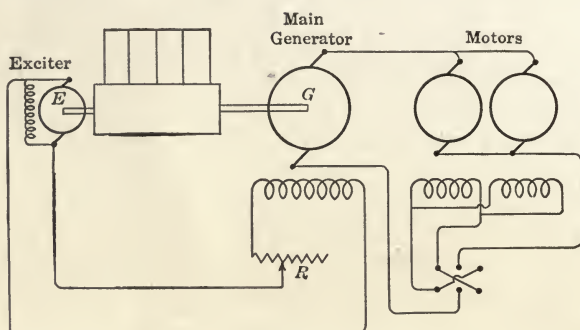 Main
Generator
Motors
Exciter
E
G
R